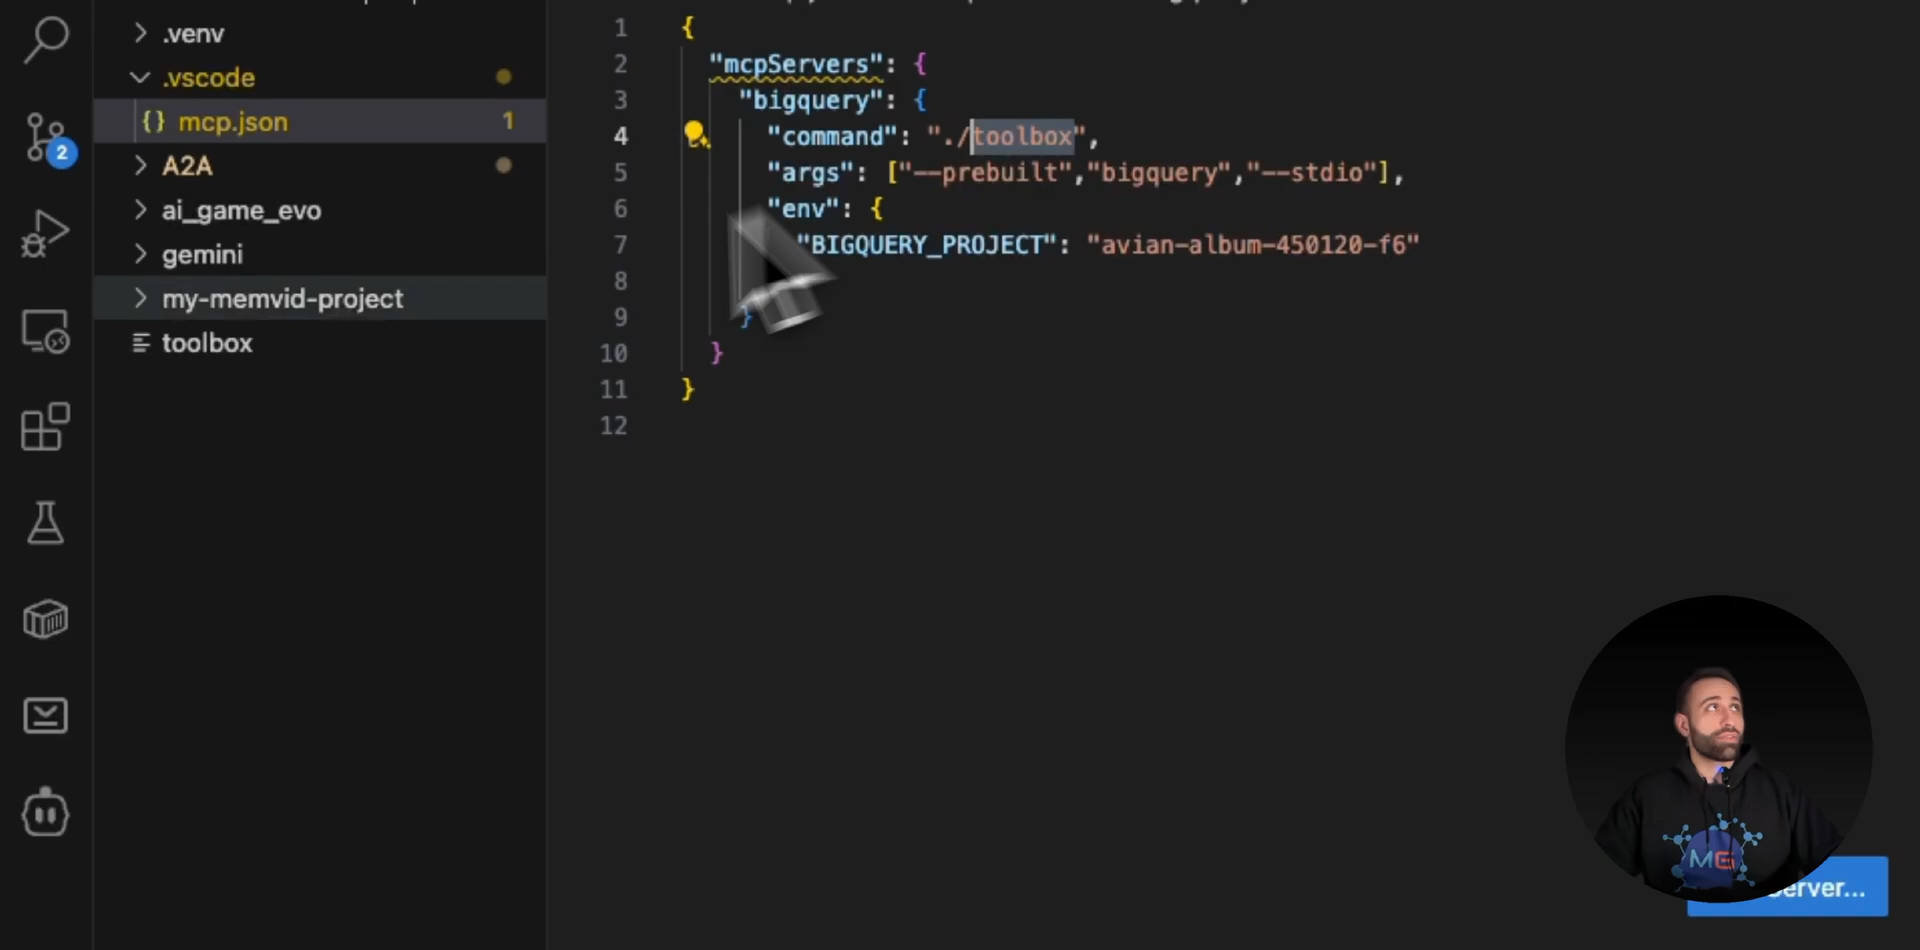 .venv
.vscode
{} mcp.json 1
A2A
ai_game_evo
gemini
my-memvid-project
toolbox
2
1 {
2 "mcpServers": {
3 "bigquery": {
4 "command": "./toolbox",
5 "args": ["--prebuilt","bigquery","--stdio"],
6 "env": {
7 "BIGQUERY_PROJECT": "avian-album-450120-f6"
8
9 }
10 }
11 }
12
MG